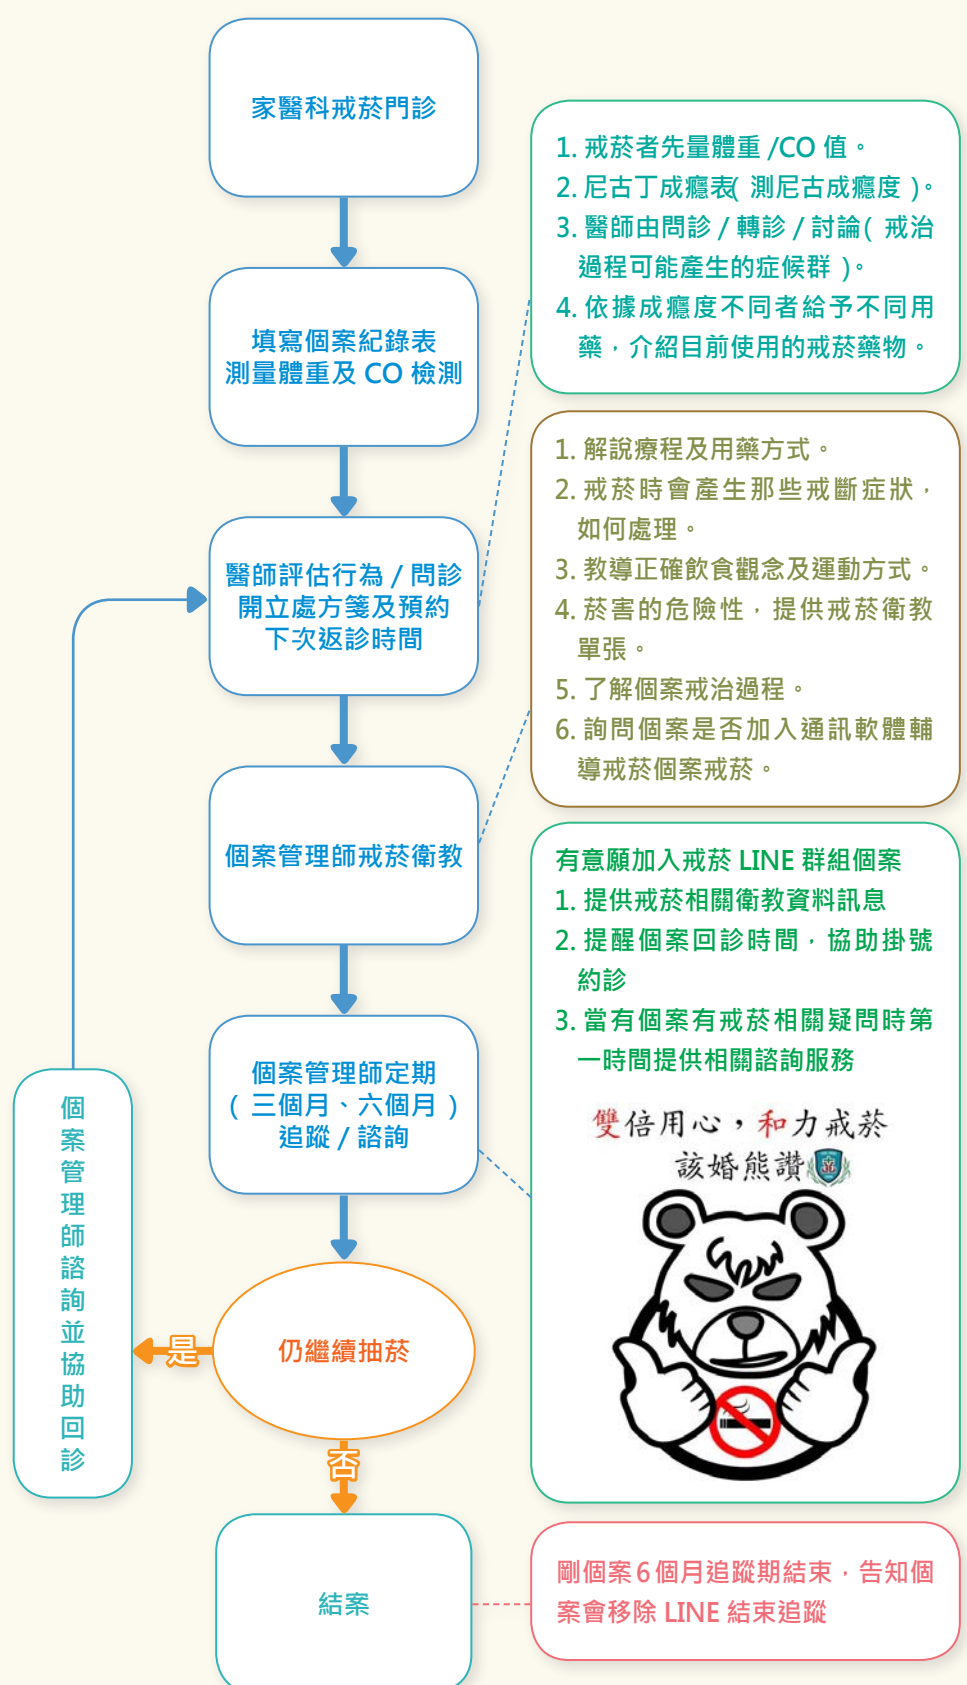 家醫科戒菸門診
填寫個案紀錄表
測量體重及 CO 檢測
醫師評估行為 / 問診
開立處方箋及預約
下次返診時間
1. 戒菸者先量體重 /CO 值。
2. 尼古丁成癮表( 測尼古成癮度 )。
3. 醫師由問診 / 轉診 / 討論( 戒治
過程可能產生的症候群 )。
4. 依據成癮度不同者給予不同用
藥，介紹目前使用的戒菸藥物。
個案管理師戒菸衛教
1. 解說療程及用藥方式。
2. 戒菸時會產生那些戒斷症狀，
如何處理。
3. 教導正確飲食觀念及運動方式。
4. 菸害的危險性，提供戒菸衛教
單張。
5. 了解個案戒治過程。
6. 詢問個案是否加入通訊軟體輔
導戒菸個案戒菸。
個案管理師定期
( 三個月、六個月 )
追蹤 / 諮詢
有意願加入戒菸 LINE 群組個案
1. 提供戒菸相關衛教資料訊息
2. 提醒個案回診時間，協助掛號
約診
3. 當有個案有戒菸相關疑問時第
一時間提供相關諮詢服務
雙倍用心，和力戒菸
該婚熊讚
仍繼續抽菸
是
個案管理師諮詢並協助回診
否
結案
剛個案6個月追蹤期結束，告知個
案會移除 LINE 結束追蹤